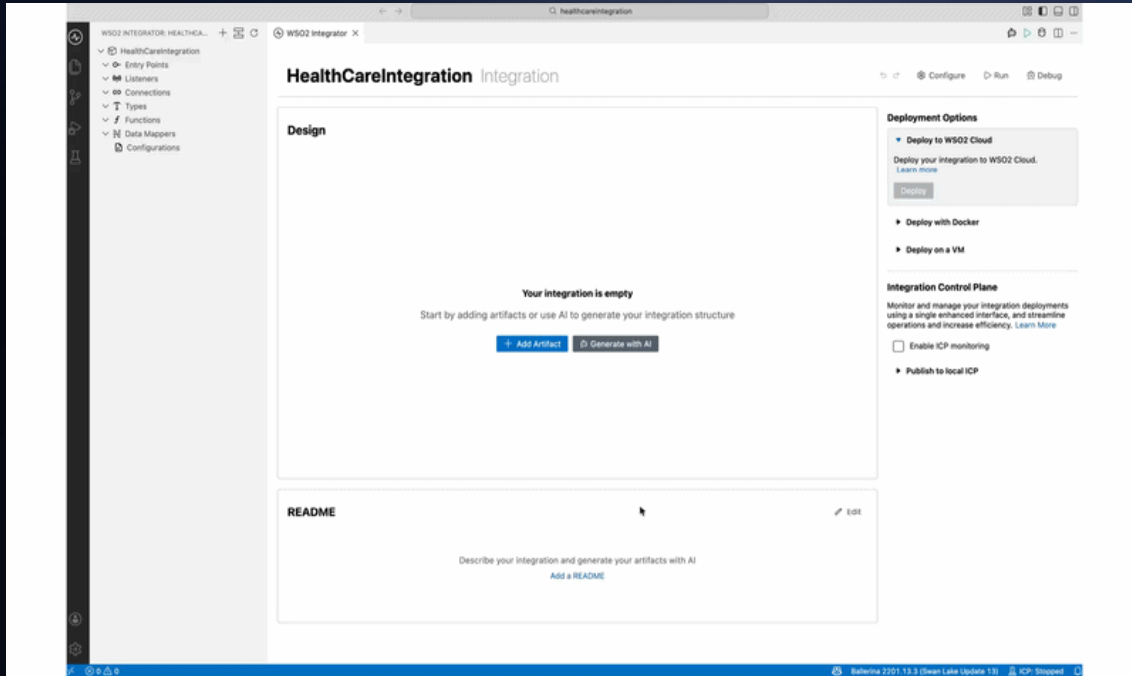 healthcareintegration
WSO2 INTEGRATOR: HEALTHCA...
WSO2 Integrator
HealthCareIntegration
Entry Points
Listeners
Connections
Types
Functions
Data Mappers
Configurations
HealthCareIntegration Integration
Configure
Run
Debug
Design
Your integration is empty
Start by adding artifacts or use AI to generate your integration structure
+ Add Artifact
Generate with AI
Deployment Options
Deploy to WSO2 Cloud
Deploy your integration to WSO2 Cloud.
Learn more
Deploy
Deploy with Docker
Deploy on a VM
Integration Control Plane
Monitor and manage your integration deployments
using a single enhanced interface, and streamline
operations and increase efficiency. Learn More
Enable ICP monitoring
Publish to local ICP
README
Edit
Describe your integration and generate your artifacts with AI
Add a README
0 0
Ballerina 2201.13.3 (Swan Lake Update 13)
ICP: Stopped